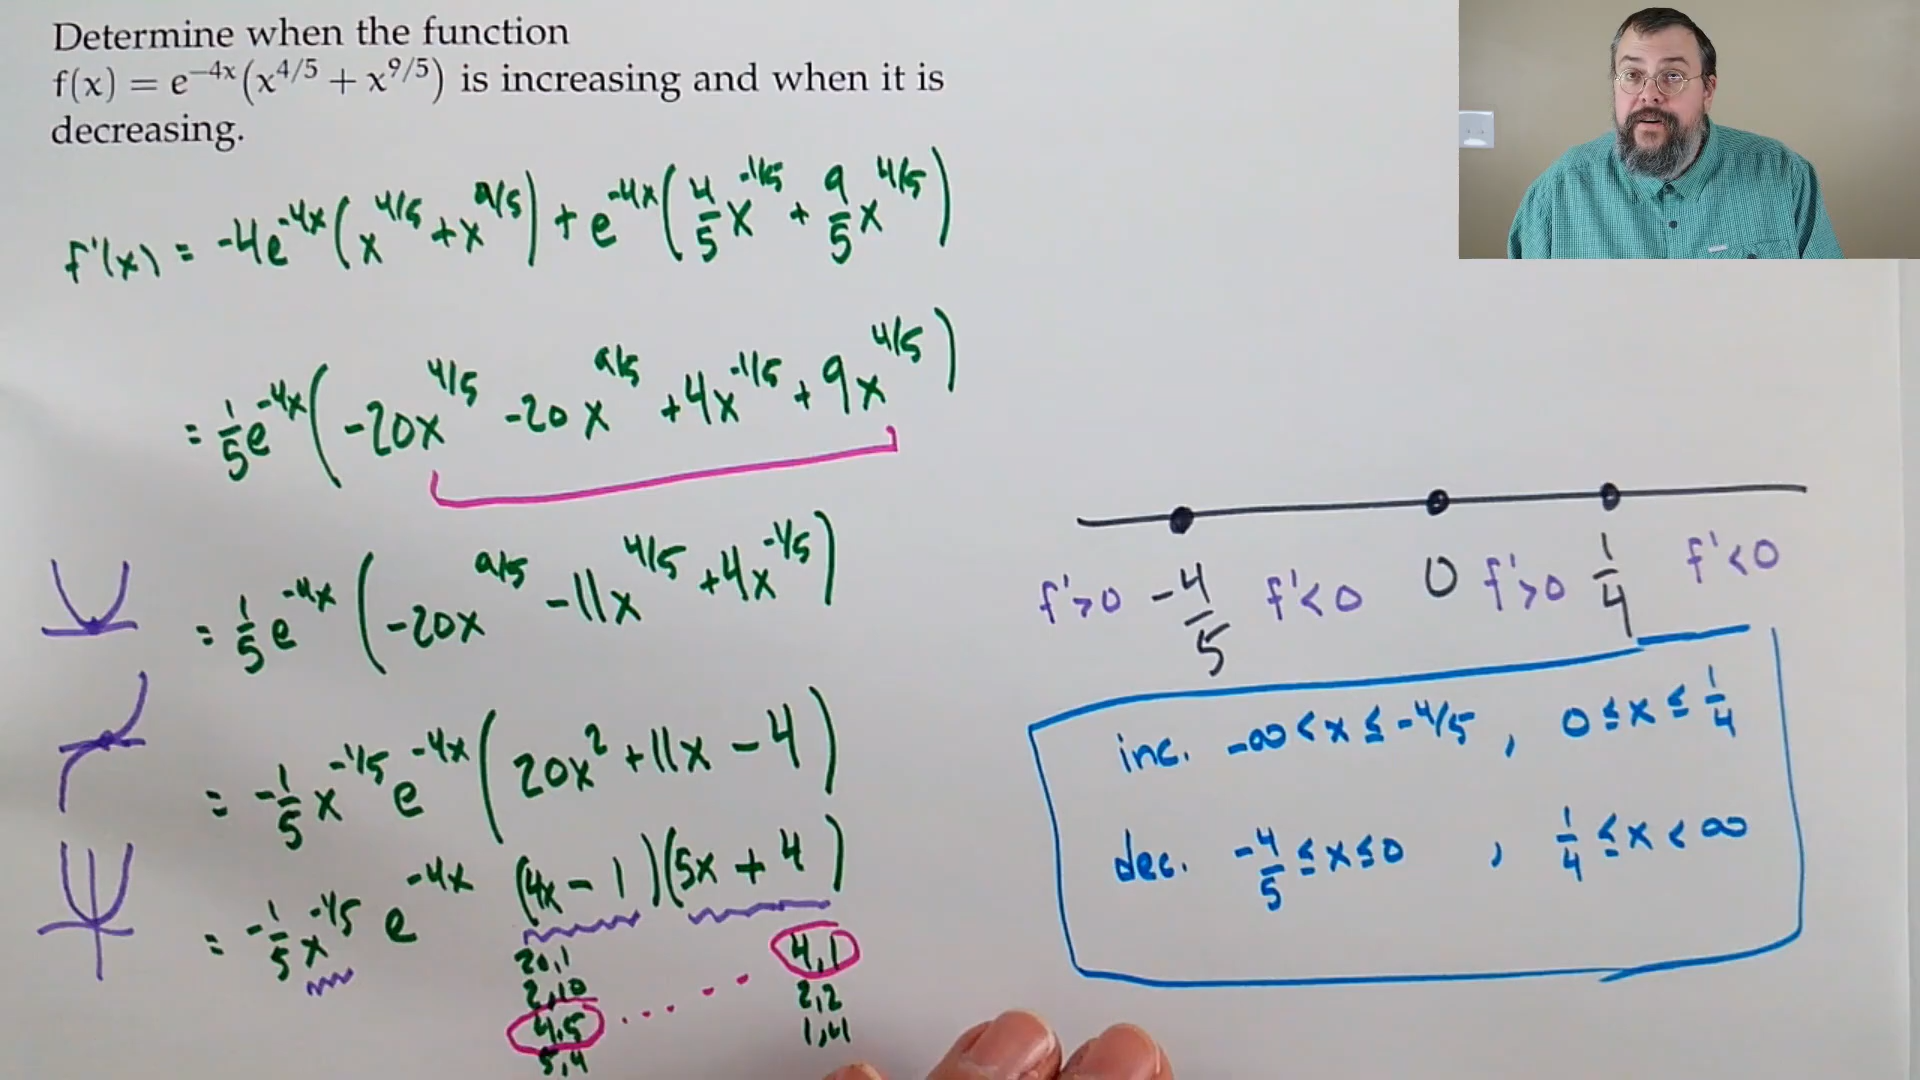 Determine when the function
f(x) = e^{-4x}(x^{4/5} + x^{9/5}) is increasing and when it is
decreasing.
f'(x) = -4e^{-4x}(x^{4/5} + x^{9/5}) + e^{-4x}(4/5 x^{-1/5} + 9/5 x^{4/5})
= 1/5 e^{-4x}(-20x^{4/5} -20x^{9/5} + 4x^{-1/5} + 9x^{4/5})
= 1/5 e^{-4x}(-20x^{9/5} - 11x^{4/5} + 4x^{-1/5})
= -1/5 x^{-1/5} e^{-4x}(20x^2 + 11x - 4)
= -1/5 x^{-1/5} e^{-4x} (4x - 1)(5x + 4)
20,1
2,10
4,5 . . . . . 4,1
5,4
2,2
1,4
f'>0 -4/5 f'<0 0 f'>0 1/4 f'<0
inc. -∞ < x ≤ -4/5 , 0 ≤ x ≤ 1/4
dec. -4/5 ≤ x ≤ 0 , 1/4 ≤ x < ∞